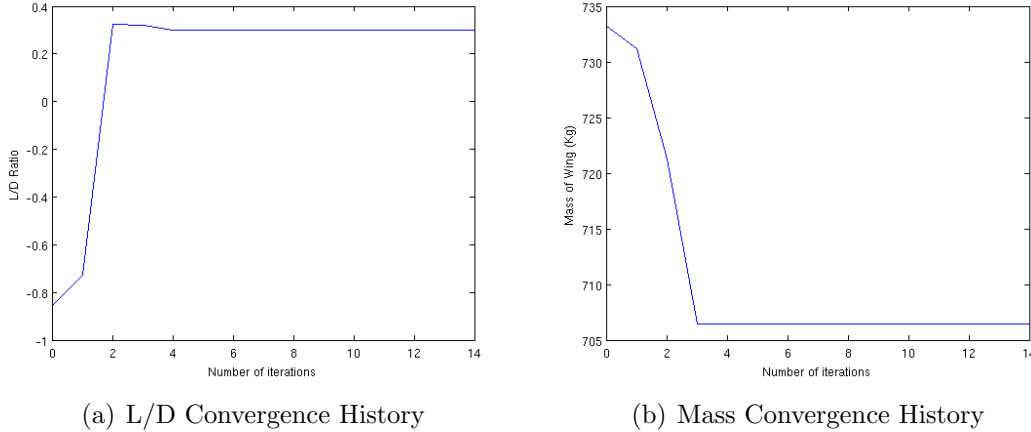 0.4
0.2
0
-0.2
-0.4
-0.6
-0.8
-1
L/D Ratio
0 2 4 6 8 10 12 14
Number of iterations
(a) L/D Convergence History
735
730
725
720
715
710
705
Mass of Wing (Kg)
0 2 4 6 8 10 12 14
Number of iterations
(b) Mass Convergence History